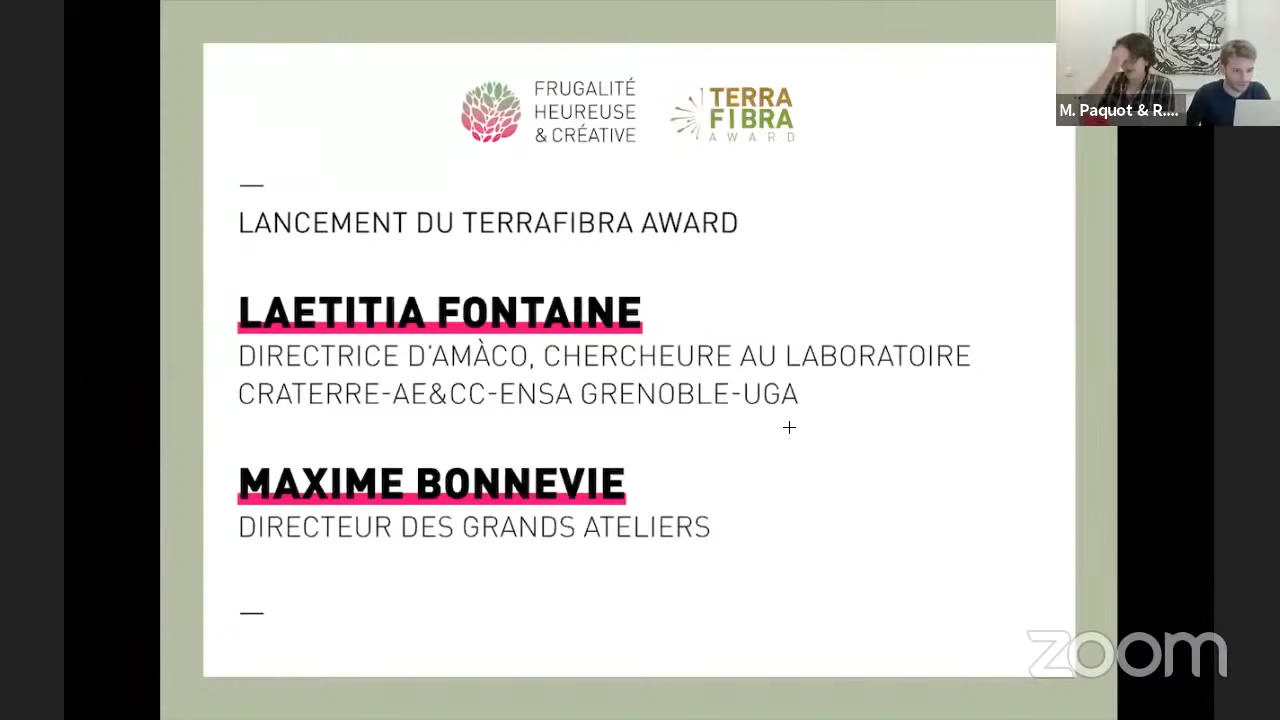 FRUGALITÉ
HEUREUSE
& CRÉATIVE
TERRA
FIBRA
AWARD
M. Paquot & R....
LANCEMENT DU TERRAFIBRA AWARD
LAETITIA FONTAINE
DIRECTRICE D'AMÀCO, CHERCHEURE AU LABORATOIRE
CRATERRE-AE&CC-ENSA GRENOBLE-UGA
MAXIME BONNEVIE
DIRECTEUR DES GRANDS ATELIERS
zoom